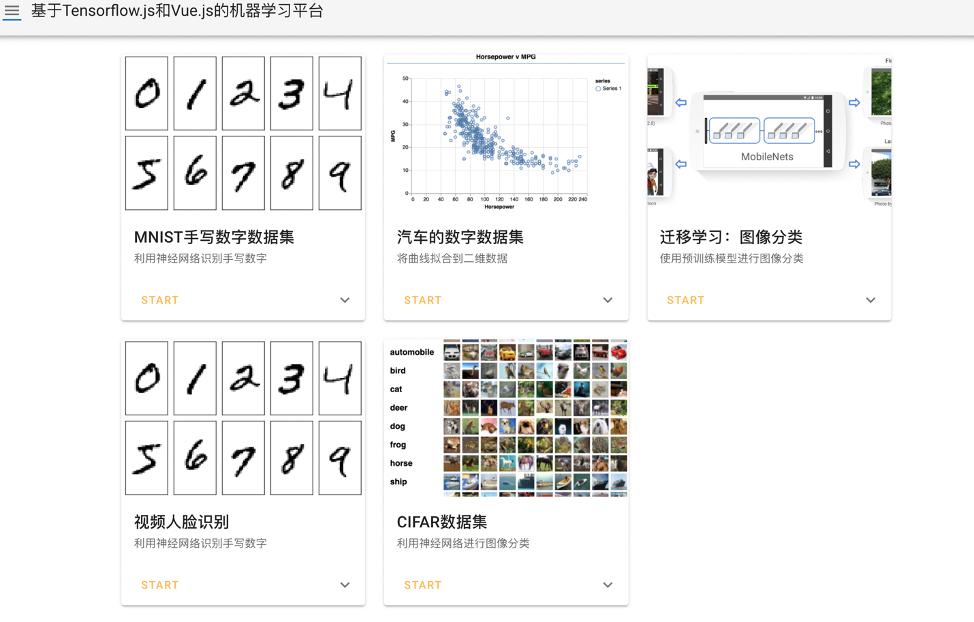 基于Tensorflow.js和Vue.js的机器学习平台
0 1 2 3 4
5 6 7 8 9
MNIST手写数字数据集
利用神经网络识别手写数字
START
Horsepower v MPG
series
Series 1
MPG
50
40
30
20
10
0
0 20 40 60 80 100 120 140 160 180 200 220 240
Horsepower
汽车的数字数据集
将曲线拟合到二维数据
START
MobileNets
Photo by
迁移学习：图像分类
使用预训练模型进行图像分类
START
0 1 2 3 4
5 6 7 8 9
视频人脸识别
利用神经网络识别手写数字
START
automobile
bird
cat
deer
dog
frog
horse
ship
CIFAR数据集
利用神经网络进行图像分类
START